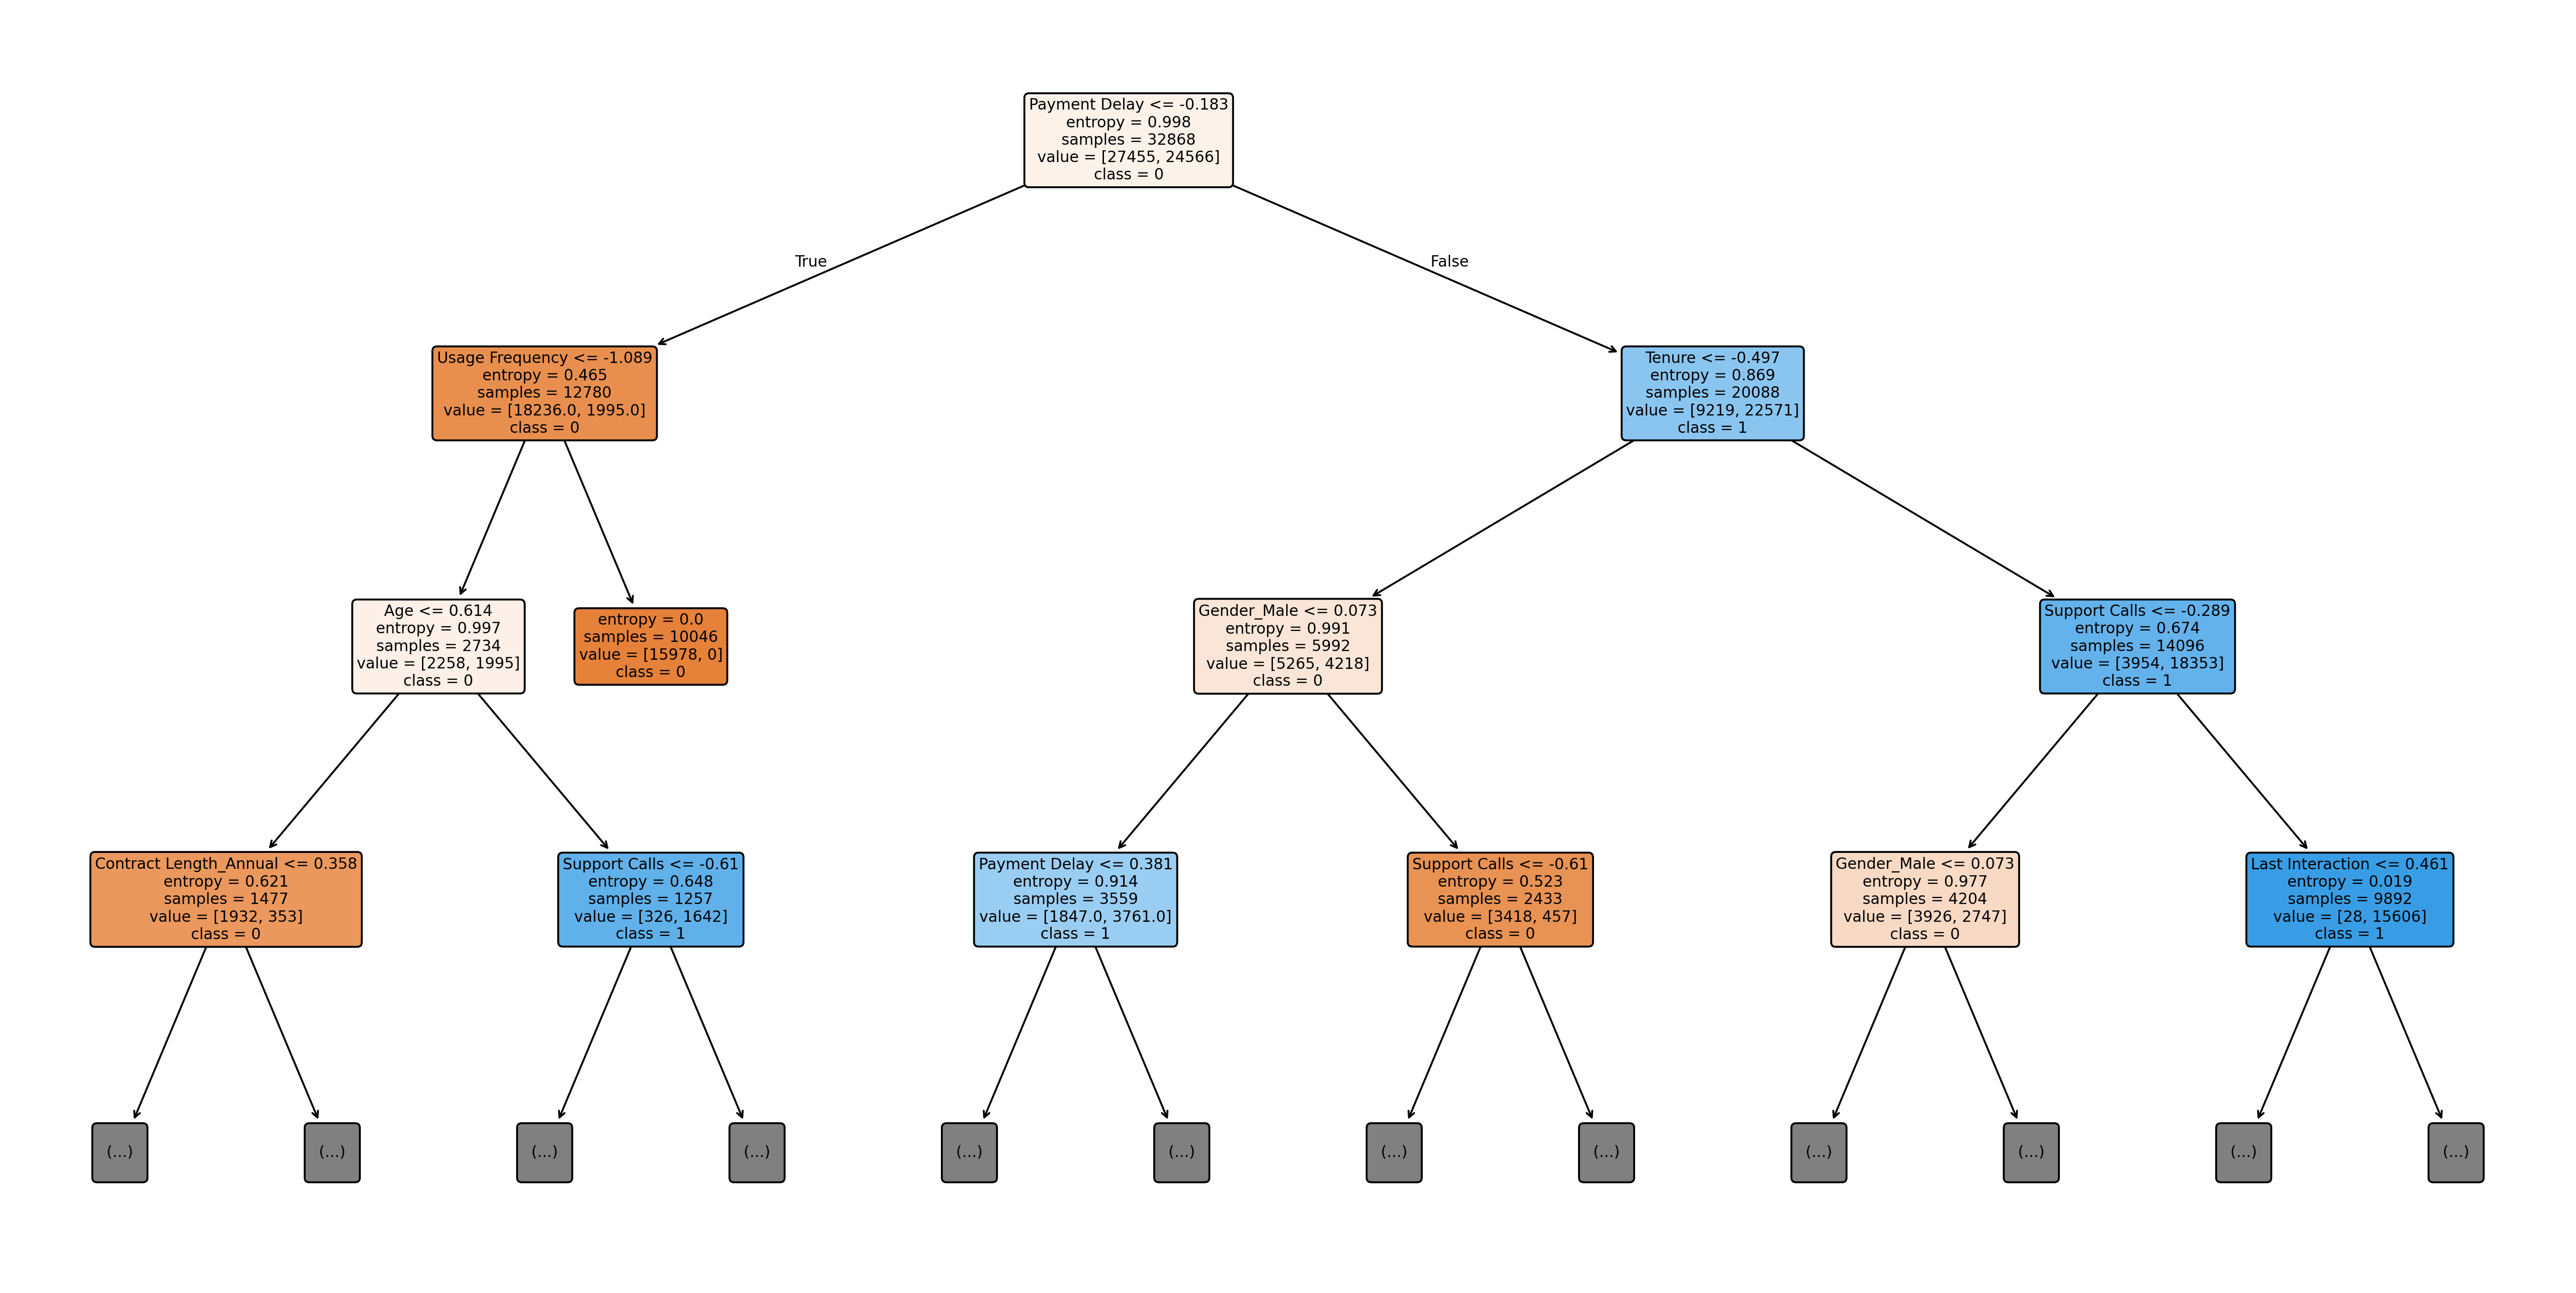 Payment Delay <= -0.183
entropy = 0.998
samples = 32868
value = [27455, 24566]
class = 0
True
False
Usage Frequency <= -1.089
entropy = 0.465
samples = 12780
value = [18236.0, 1995.0]
class = 0
Tenure <= -0.497
entropy = 0.869
samples = 20088
value = [9219, 22571]
class = 1
Age <= 0.614
entropy = 0.997
samples = 2734
value = [2258, 1995]
class = 0
entropy = 0.0
samples = 10046
value = [15978, 0]
class = 0
Gender_Male <= 0.073
entropy = 0.991
samples = 5992
value = [5265, 4218]
class = 0
Support Calls <= -0.289
entropy = 0.674
samples = 14096
value = [3954, 18353]
class = 1
Contract Length_Annual <= 0.358
entropy = 0.621
samples = 1477
value = [1932, 353]
class = 0
Support Calls <= -0.61
entropy = 0.648
samples = 1257
value = [326, 1642]
class = 1
Payment Delay <= 0.381
entropy = 0.914
samples = 3559
value = [1847.0, 3761.0]
class = 1
Support Calls <= -0.61
entropy = 0.523
samples = 2433
value = [3418, 457]
class = 0
Gender_Male <= 0.073
entropy = 0.977
samples = 4204
value = [3926, 2747]
class = 0
Last Interaction <= 0.461
entropy = 0.019
samples = 9892
value = [28, 15606]
class = 1
(...)
(...)
(...)
(...)
(...)
(...)
(...)
(...)
(...)
(...)
(...)
(...)